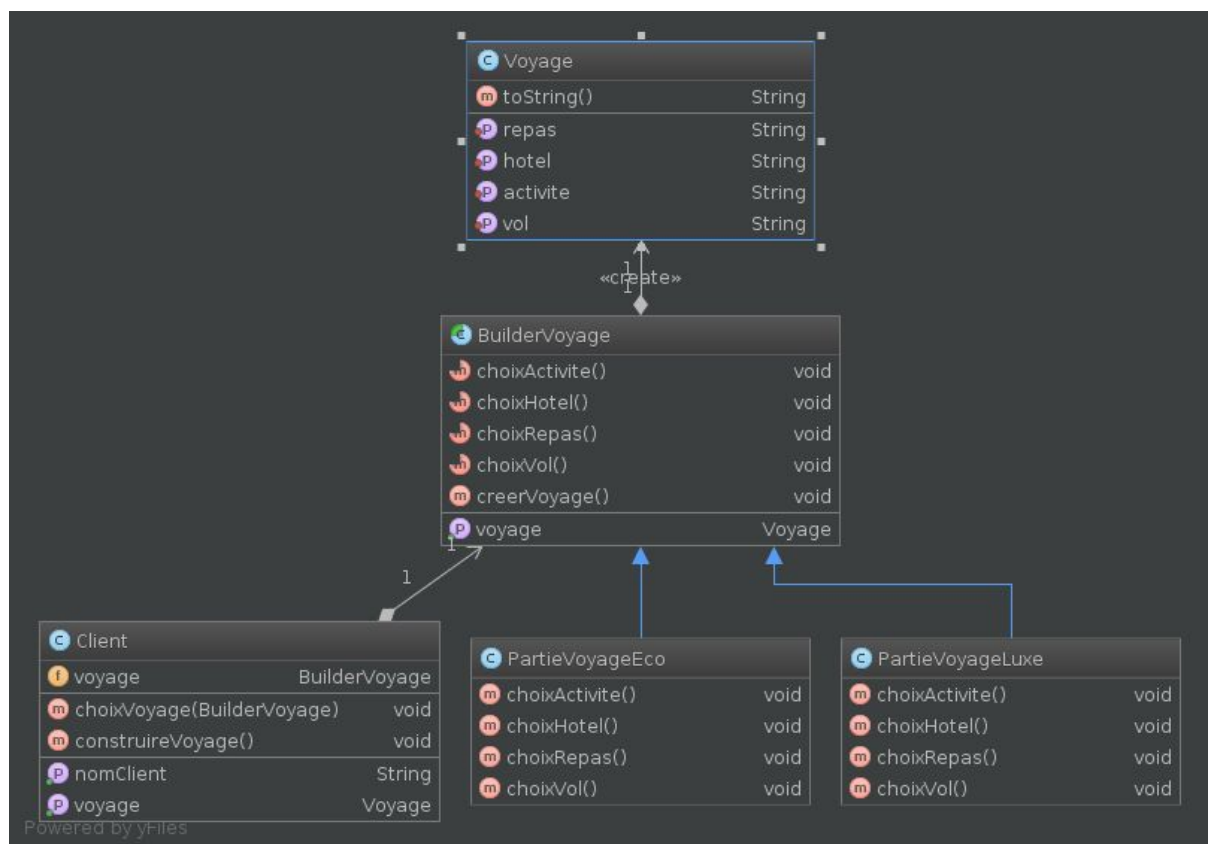 Voyage
toString() String
repas String
hotel String
activite String
vol String
1
«create»
1
BuilderVoyage
choixActivite() void
choixHotel() void
choixRepas() void
choixVol() void
creerVoyage() void
voyage Voyage
1
1
Client
voyage BuilderVoyage
choixVoyage(BuilderVoyage) void
construireVoyage() void
nomClient String
voyage Voyage
PartieVoyageEco
choixActivite() void
choixHotel() void
choixRepas() void
choixVol() void
PartieVoyageLuxe
choixActivite() void
choixHotel() void
choixRepas() void
choixVol() void
Powered by yFiles